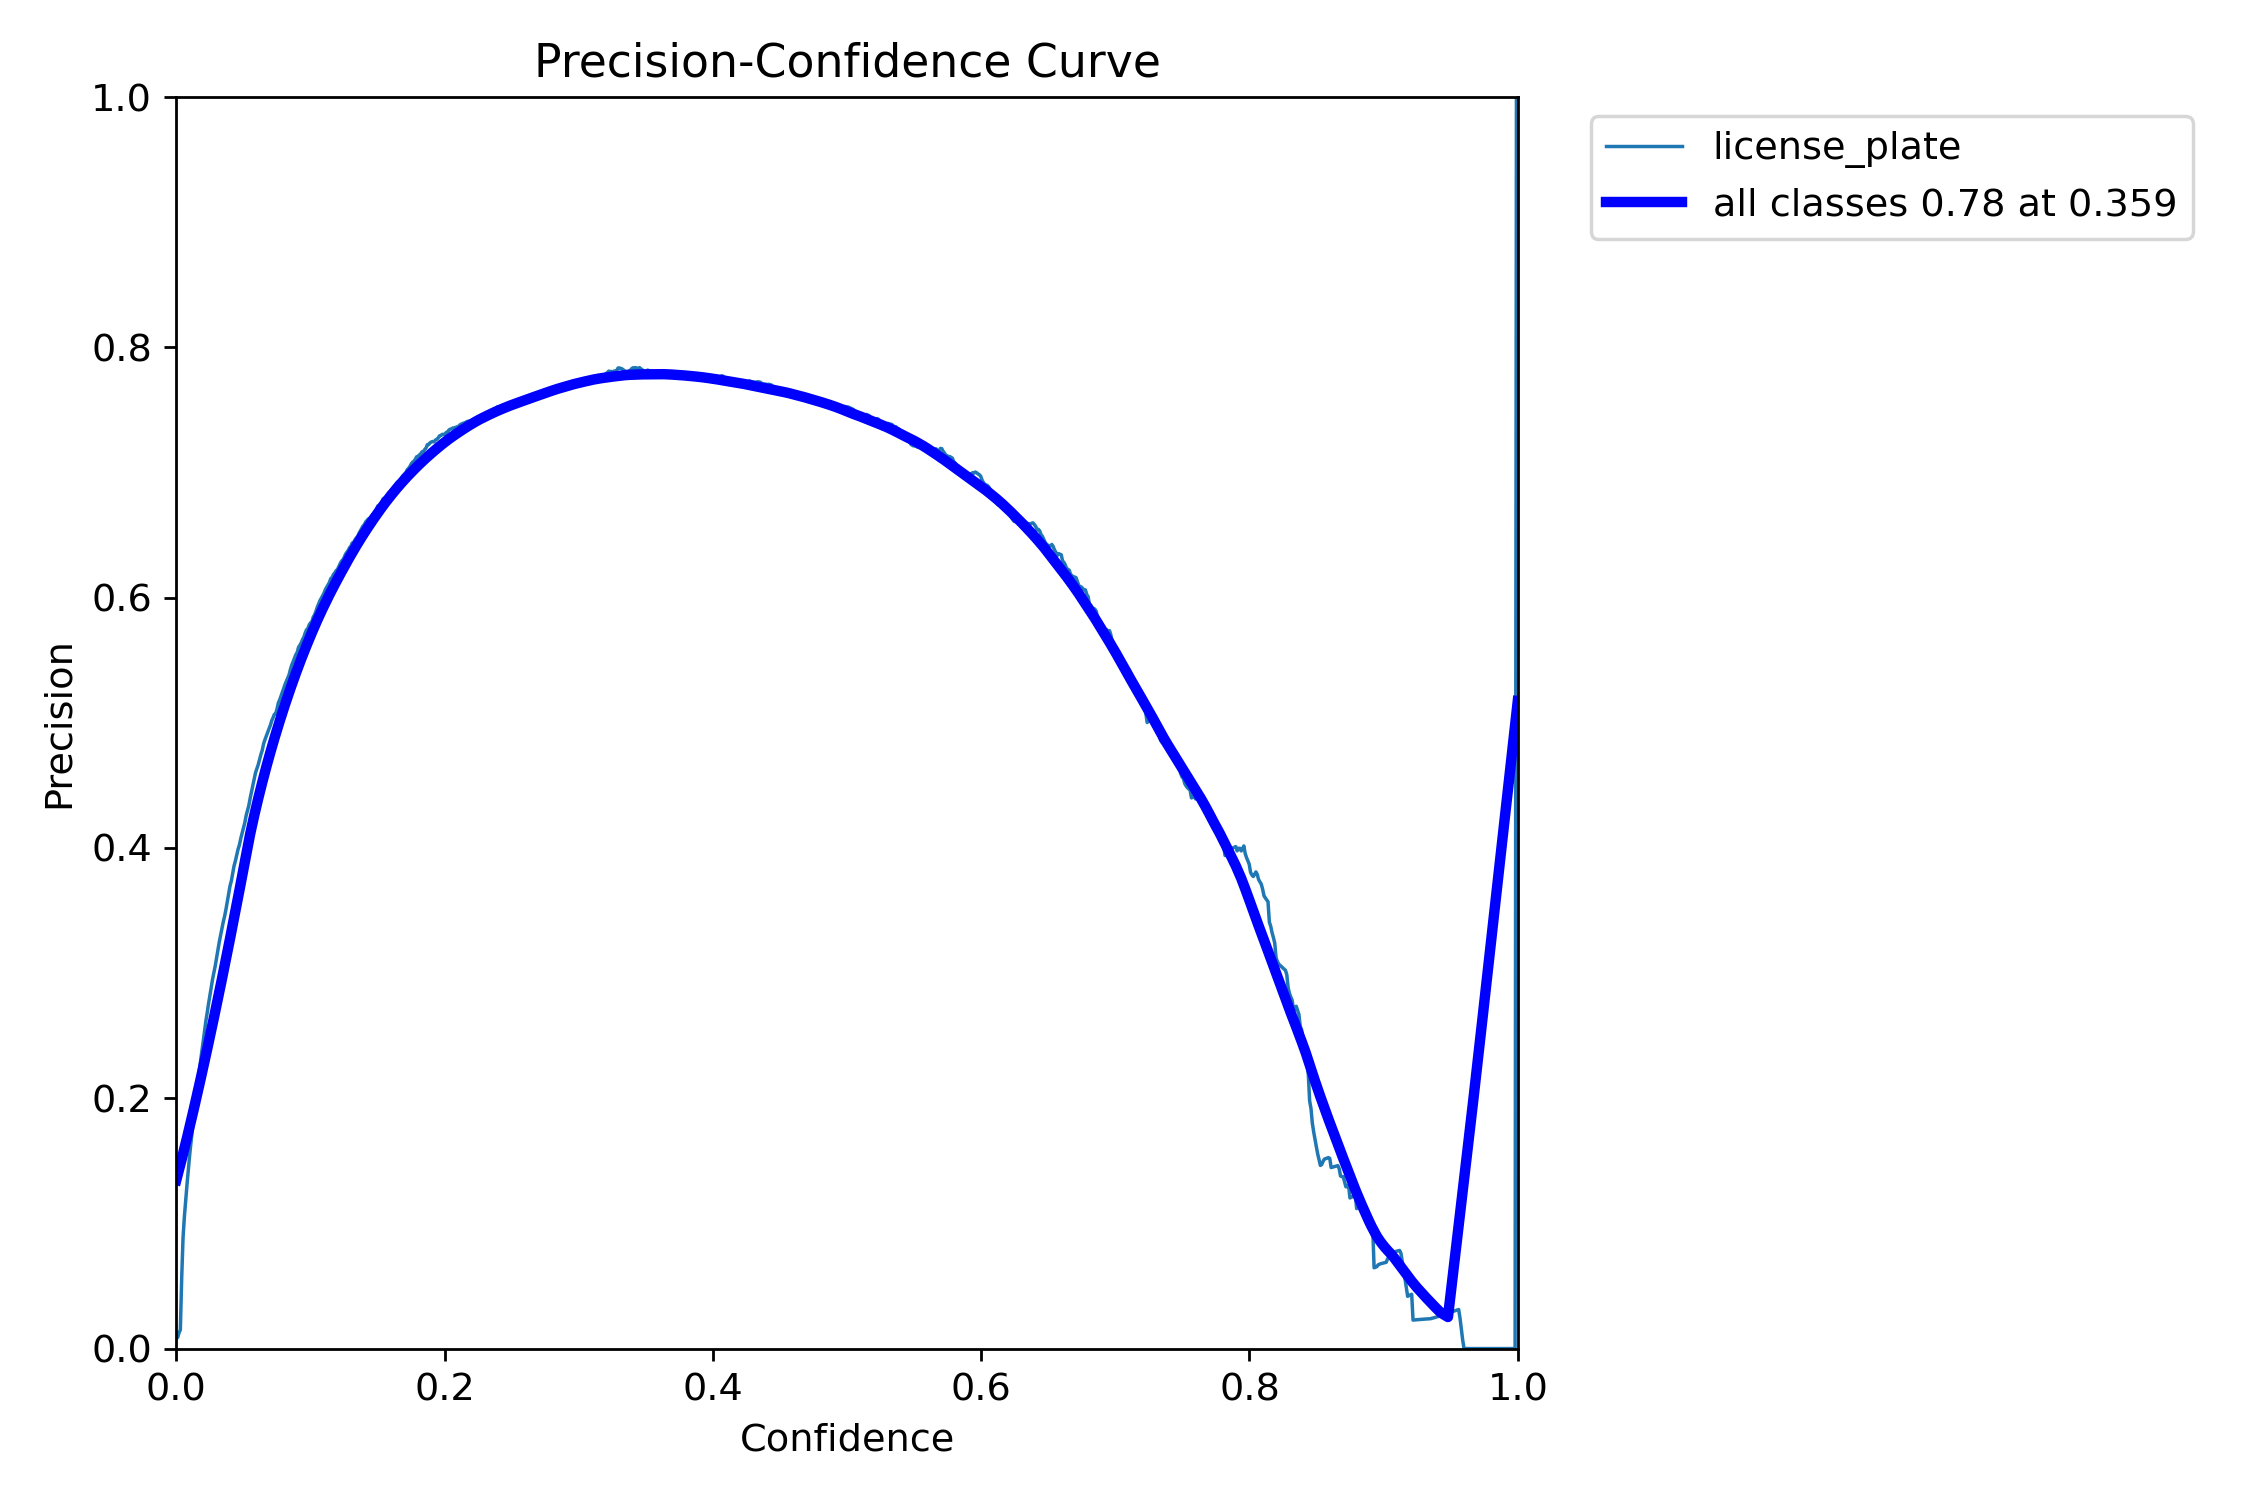 Precision-Confidence Curve
1.0
0.8
0.6
0.4
0.2
0.0
Precision
0.0 0.2 0.4 0.6 0.8 1.0
Confidence
license_plate
all classes 0.78 at 0.359